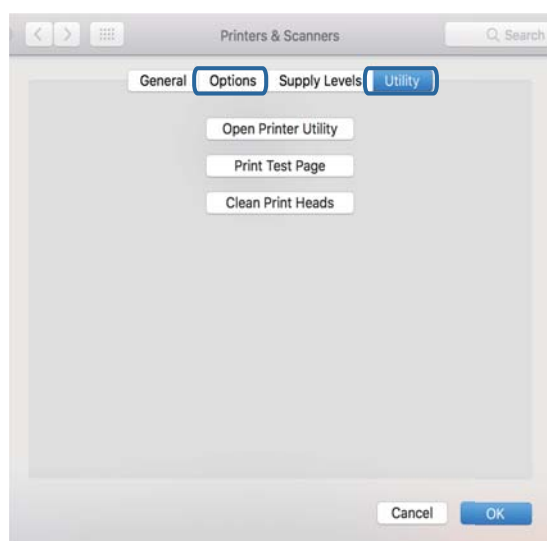 Printers & Scanners
Search
General Options Supply Levels Utility
Open Printer Utility
Print Test Page
Clean Print Heads
Cancel OK